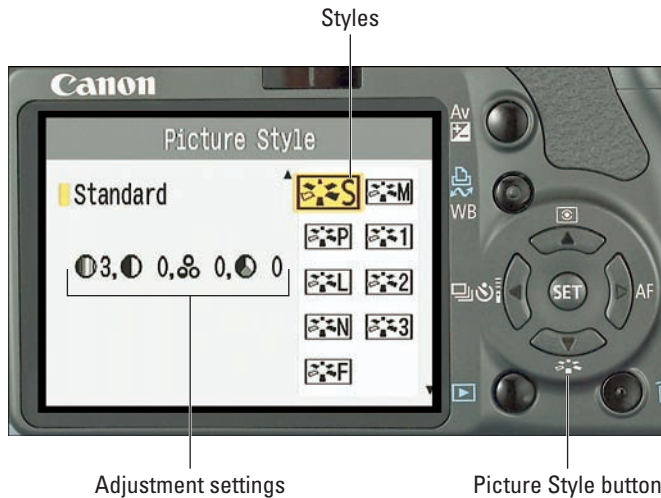 Styles
Canon
Picture Style
Standard
S M
P 1
L 2
N 3
F
3, 0, 0, 0
Av
WB
SET
AF
Adjustment settings
Picture Style button